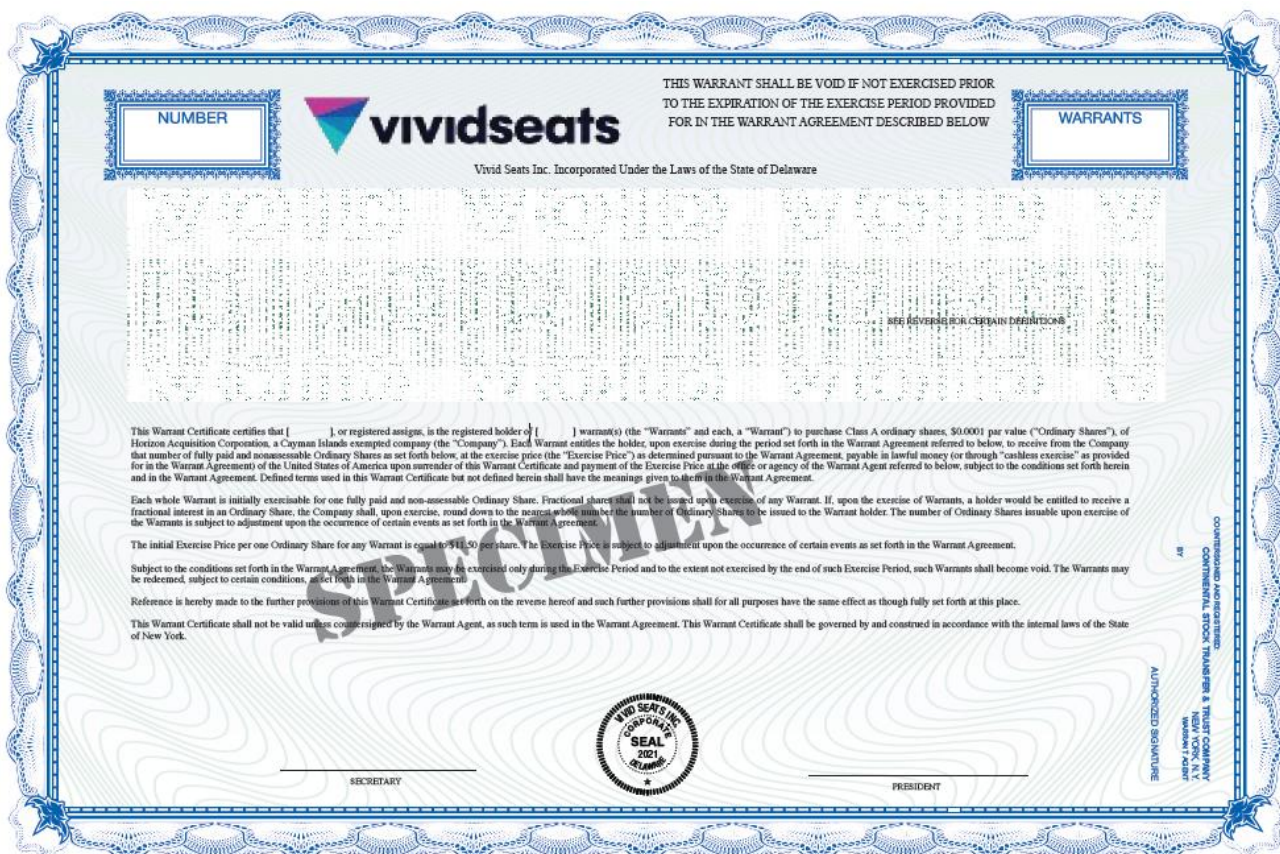 NUMBER
vividseats
THIS WARRANT SHALL BE VOID IF NOT EXERCISED PRIOR
TO THE EXPIRATION OF THE EXERCISE PERIOD PROVIDED
FOR IN THE WARRANT AGREEMENT DESCRIBED BELOW
WARRANTS
Vivid Seats Inc. Incorporated Under the Laws of the State of Delaware
VOID VOID VOID
SEE REVERSE FOR CERTAIN DEFINITIONS
This Warrant Certificate certifies that [ ], or registered assigns, is the registered holder of [ ] warrant(s) (the “Warrants” and each, a “Warrant”) to purchase Class A ordinary shares, $0.0001 par value (“Ordinary Shares”), of
Horizon Acquisition Corporation, a Cayman Islands exempted company (the “Company”). Each Warrant entitles the holder, upon exercise during the period set forth in the Warrant Agreement referred to below, to receive from the Company
that number of fully paid and nonassessable Ordinary Shares as set forth below, at the exercise price (the “Exercise Price”) as determined pursuant to the Warrant Agreement, payable in lawful money (or through “cashless exercise” as provided
for in the Warrant Agreement) of the United States of America upon surrender of this Warrant Certificate and payment of the Exercise Price at the office or agency of the Warrant Agent referred to below, subject to the conditions set forth herein
and in the Warrant Agreement. Defined terms used in this Warrant Certificate but not defined herein shall have the meanings given to them in the Warrant Agreement.
Each whole Warrant is initially exercisable for one fully paid and non-assessable Ordinary Share. Fractional shares shall not be issued upon exercise of any Warrant. If, upon the exercise of Warrants, a holder would be entitled to receive a
fractional interest in an Ordinary Share, the Company shall, upon exercise, round down to the nearest whole number the number of Ordinary Shares to be issued to the Warrant holder. The number of Ordinary Shares issuable upon exercise of
the Warrants is subject to adjustment upon the occurrence of certain events as set forth in the Warrant Agreement.
The initial Exercise Price per one Ordinary Share for any Warrant is equal to $11.50 per share. The Exercise Price is subject to adjustment upon the occurrence of certain events as set forth in the Warrant Agreement.
Subject to the conditions set forth in the Warrant Agreement, the Warrants may be exercised only during the Exercise Period and to the extent not exercised by the end of such Exercise Period, such Warrants shall become void. The Warrants may
be redeemed, subject to certain conditions, as set forth in the Warrant Agreement.
Reference is hereby made to the further provisions of this Warrant Certificate set forth on the reverse hereof and such further provisions shall for all purposes have the same effect as though fully set forth at this place.
This Warrant Certificate shall not be valid unless countersigned by the Warrant Agent, as such term is used in the Warrant Agreement. This Warrant Certificate shall be governed by and construed in accordance with the internal laws of the State
of New York.
SPECIMEN
SECRETARY
VIVID SEATS INC.
CORPORATE
SEAL
2021
DELAWARE
PRESIDENT
COUNTERSIGNED AND REGISTERED:
CONTINENTAL STOCK TRANSFER & TRUST COMPANY
NEW YORK, N.Y.
WARRANT AGENT
BY
AUTHORIZED SIGNATURE